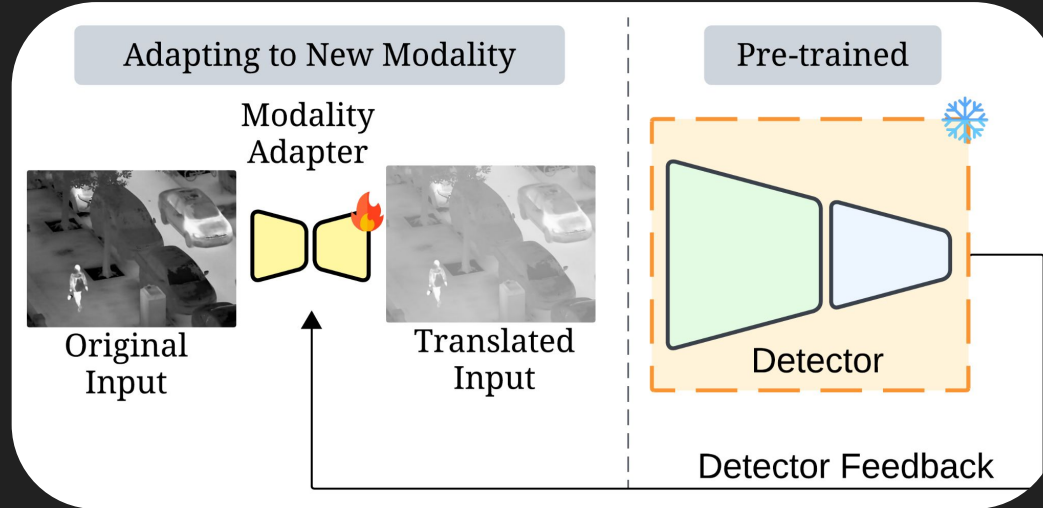 Adapting to New Modality
Pre-trained
Modality
Adapter
Original
Input
Translated
Input
Detector
Detector Feedback